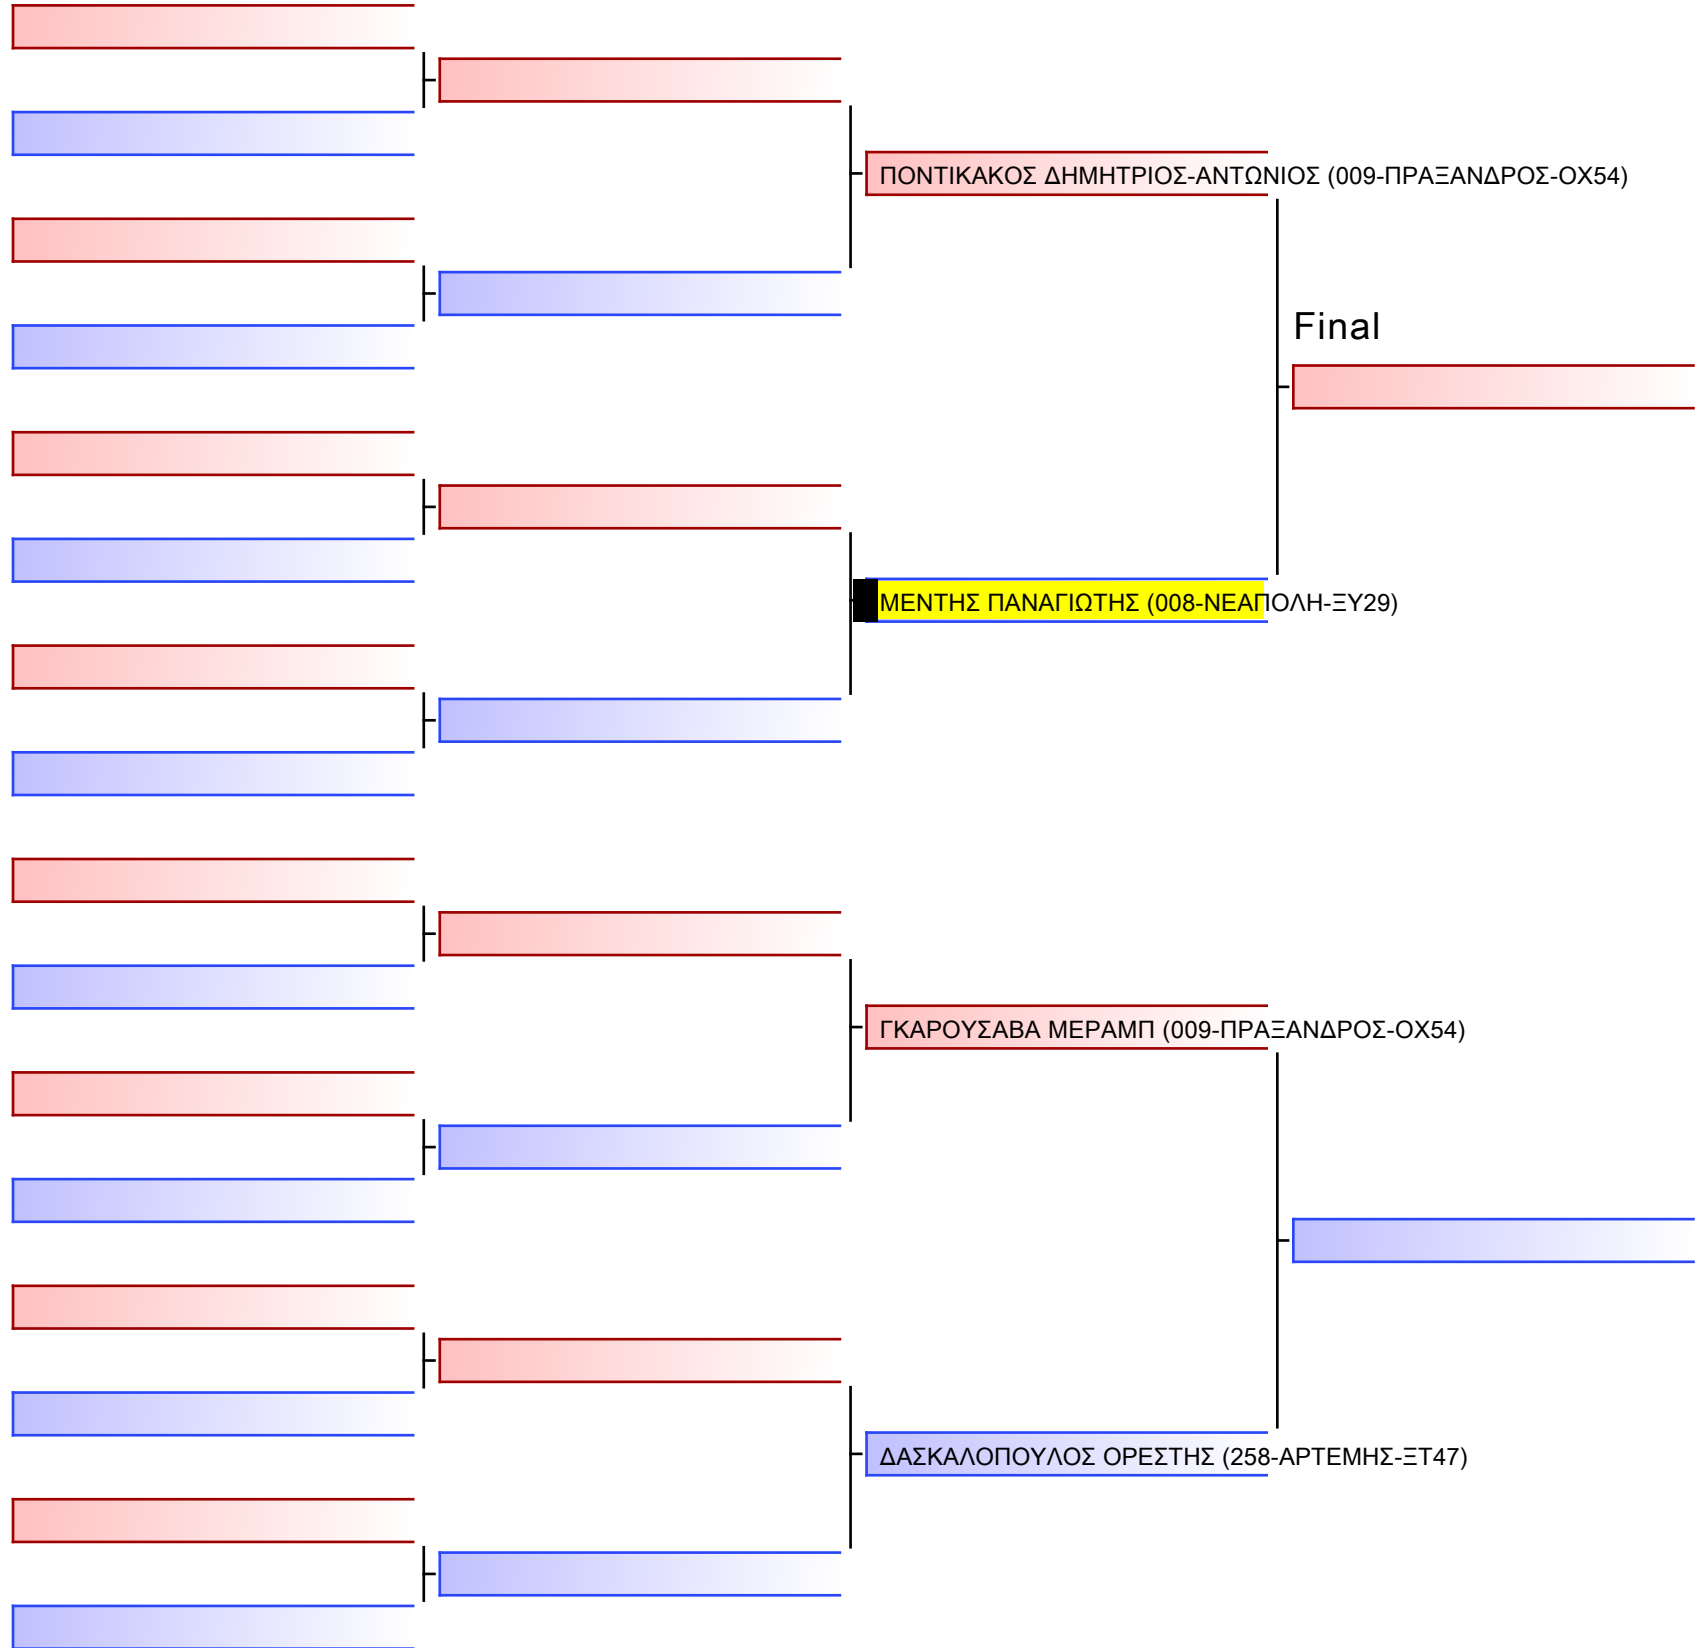 ΠΟΝΤΙΚΑΚΟΣ ΔΗΜΗΤΡΙΟΣ-ΑΝΤΩΝΙΟΣ (009-ΠΡΑΞΑΝΔΡΟΣ-ΟΧ54)
Final
ΜΕΝΤΗΣ ΠΑΝΑΓΙΩΤΗΣ (008-ΝΕΑΠΟΛΗ-ΞΥ29)
ΓΚΑΡΟΥΣΑΒΑ ΜΕΡΑΜΠ (009-ΠΡΑΞΑΝΔΡΟΣ-ΟΧ54)
ΔΑΣΚΑΛΟΠΟΥΛΟΣ ΟΡΕΣΤΗΣ (258-ΑΡΤΕΜΗΣ-ΞΤ47)